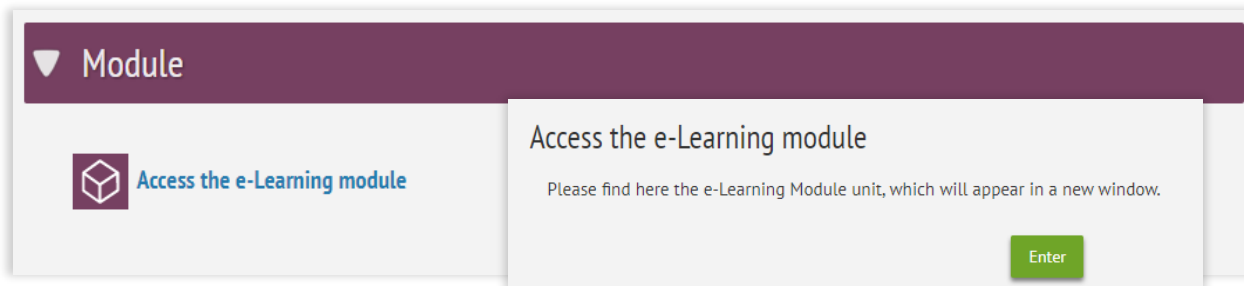 Module
Access the e-Learning module
Access the e-Learning module
Please find here the e-Learning Module unit, which will appear in a new window.
Enter